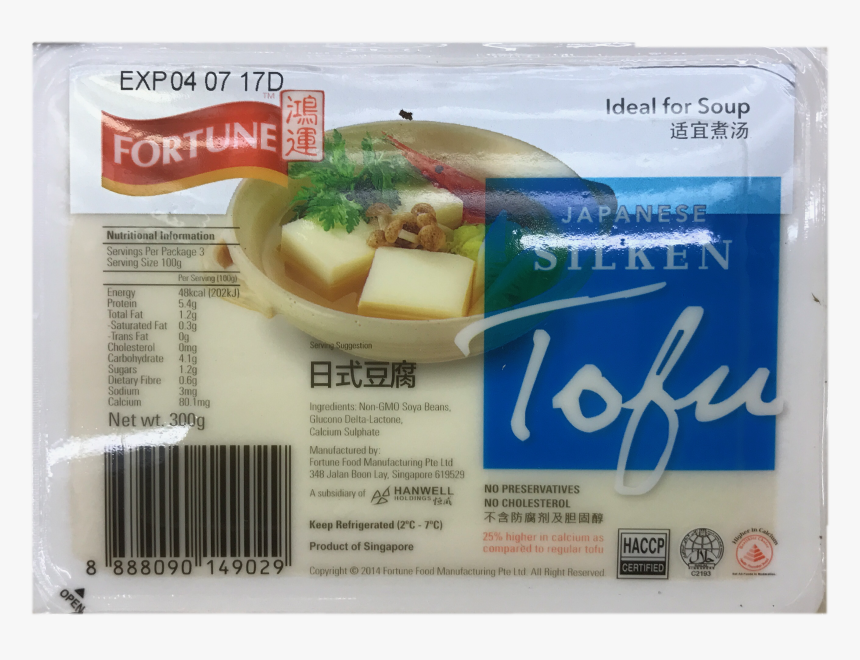 EXP 04 07 17D
FORTUNE
TM
鴻運
Ideal for Soup
适宜煮汤
JAPANESE
SILKEN
Tofu
Nutritional Information
Servings Per Package 3
Serving Size 100g
Per Serving (100g)
Energy 48kcal (202kJ)
Protein 5.4g
Total Fat 1.2g
-Saturated Fat 0.3g
-Trans Fat 0g
Cholesterol 0mg
Carbohydrate 4.1g
Sugars 1.2g
Dietary Fibre 0.6g
Sodium 3mg
Calcium 80.1mg
Net wt. 300g
Serving Suggestion
日式豆腐
Ingredients: Non-GMO Soya Beans,
Glucono Delta-Lactone,
Calcium Sulphate
Manufactured by:
Fortune Food Manufacturing Pte Ltd
348 Jalan Boon Lay, Singapore 619529
A subsidiary of HANWELL
HOLDINGS
Keep Refrigerated (2°C - 7°C)
Product of Singapore
Copyright © 2014 Fortune Food Manufacturing Pte Ltd. All Right Reserved.
NO PRESERVATIVES
NO CHOLESTEROL
不含防腐剂及胆固醇
25% higher in calcium as
compared to regular tofu
HACCP
CERTIFIED
C2193
Higher in Calcium
8 888090 149029
OPEN